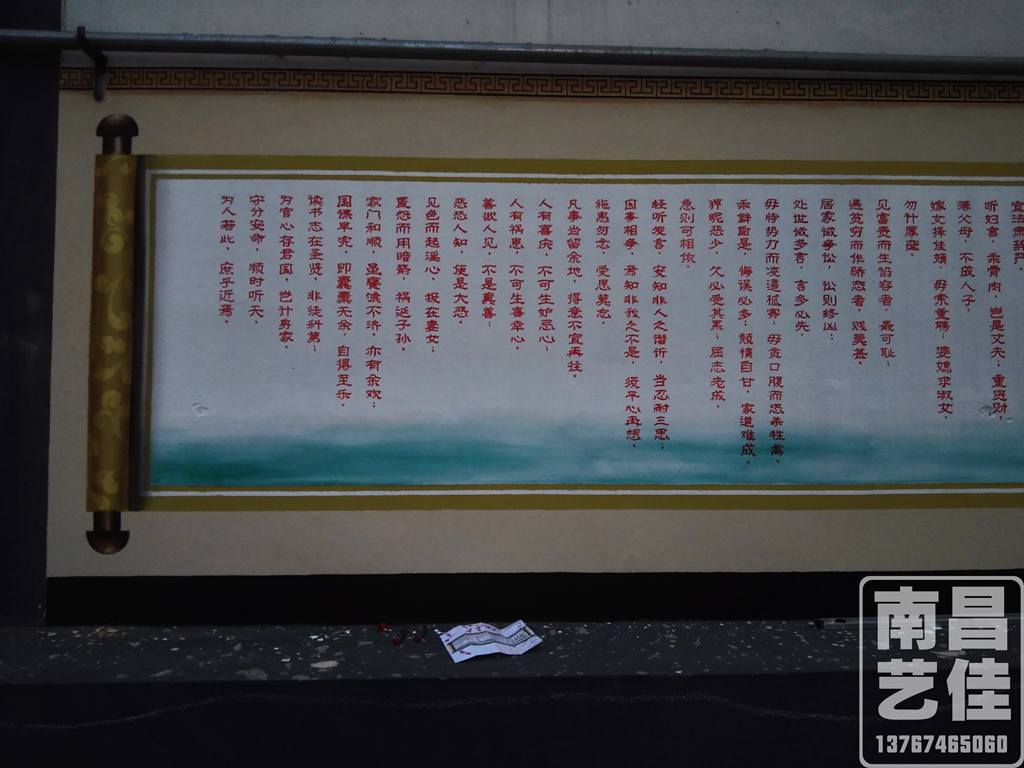 宜法肃辞严。
听妇言，乖骨肉，岂是丈夫；重资财，
薄父母，不成人子。
嫁女择佳婿，毋索重聘；娶媳求淑女，
勿计厚奁。
见富贵而生谄容者，最可耻；
遇贫穷而作骄态者，贱莫甚。
居家诫争讼，讼则终凶；
处世诫多言，言多必失。
毋恃势力而凌逼孤寡；毋贪口腹而恣杀牲禽。
乖僻自是，悔误必多；颓惰自甘，家道难成。
狎昵恶少，久必受其累；屈志老成，
急则可相依。
轻听发言，安知非人之谮诉，当忍耐三思；
因事相争，焉知非我之不是，须平心再想。
施惠勿念，受恩莫忘。
凡事当留余地，得意不宜再往。
人有喜庆，不可生妒忌心；
人有祸患，不可生喜幸心。
善欲人见，不是真善；
恶恐人知，便是大恶。
见色而起淫心，报在妻女；
匿怨而用暗箭，祸延子孙。
家门和顺，虽饔飧不济，亦有余欢；
国课早完，即囊橐无余，自得至乐。
读书志在圣贤，非徒科第；
为官心存君国，岂计身家。
守分安命，顺时听天。
为人若此，庶乎近焉。
南昌
艺佳
13767465060